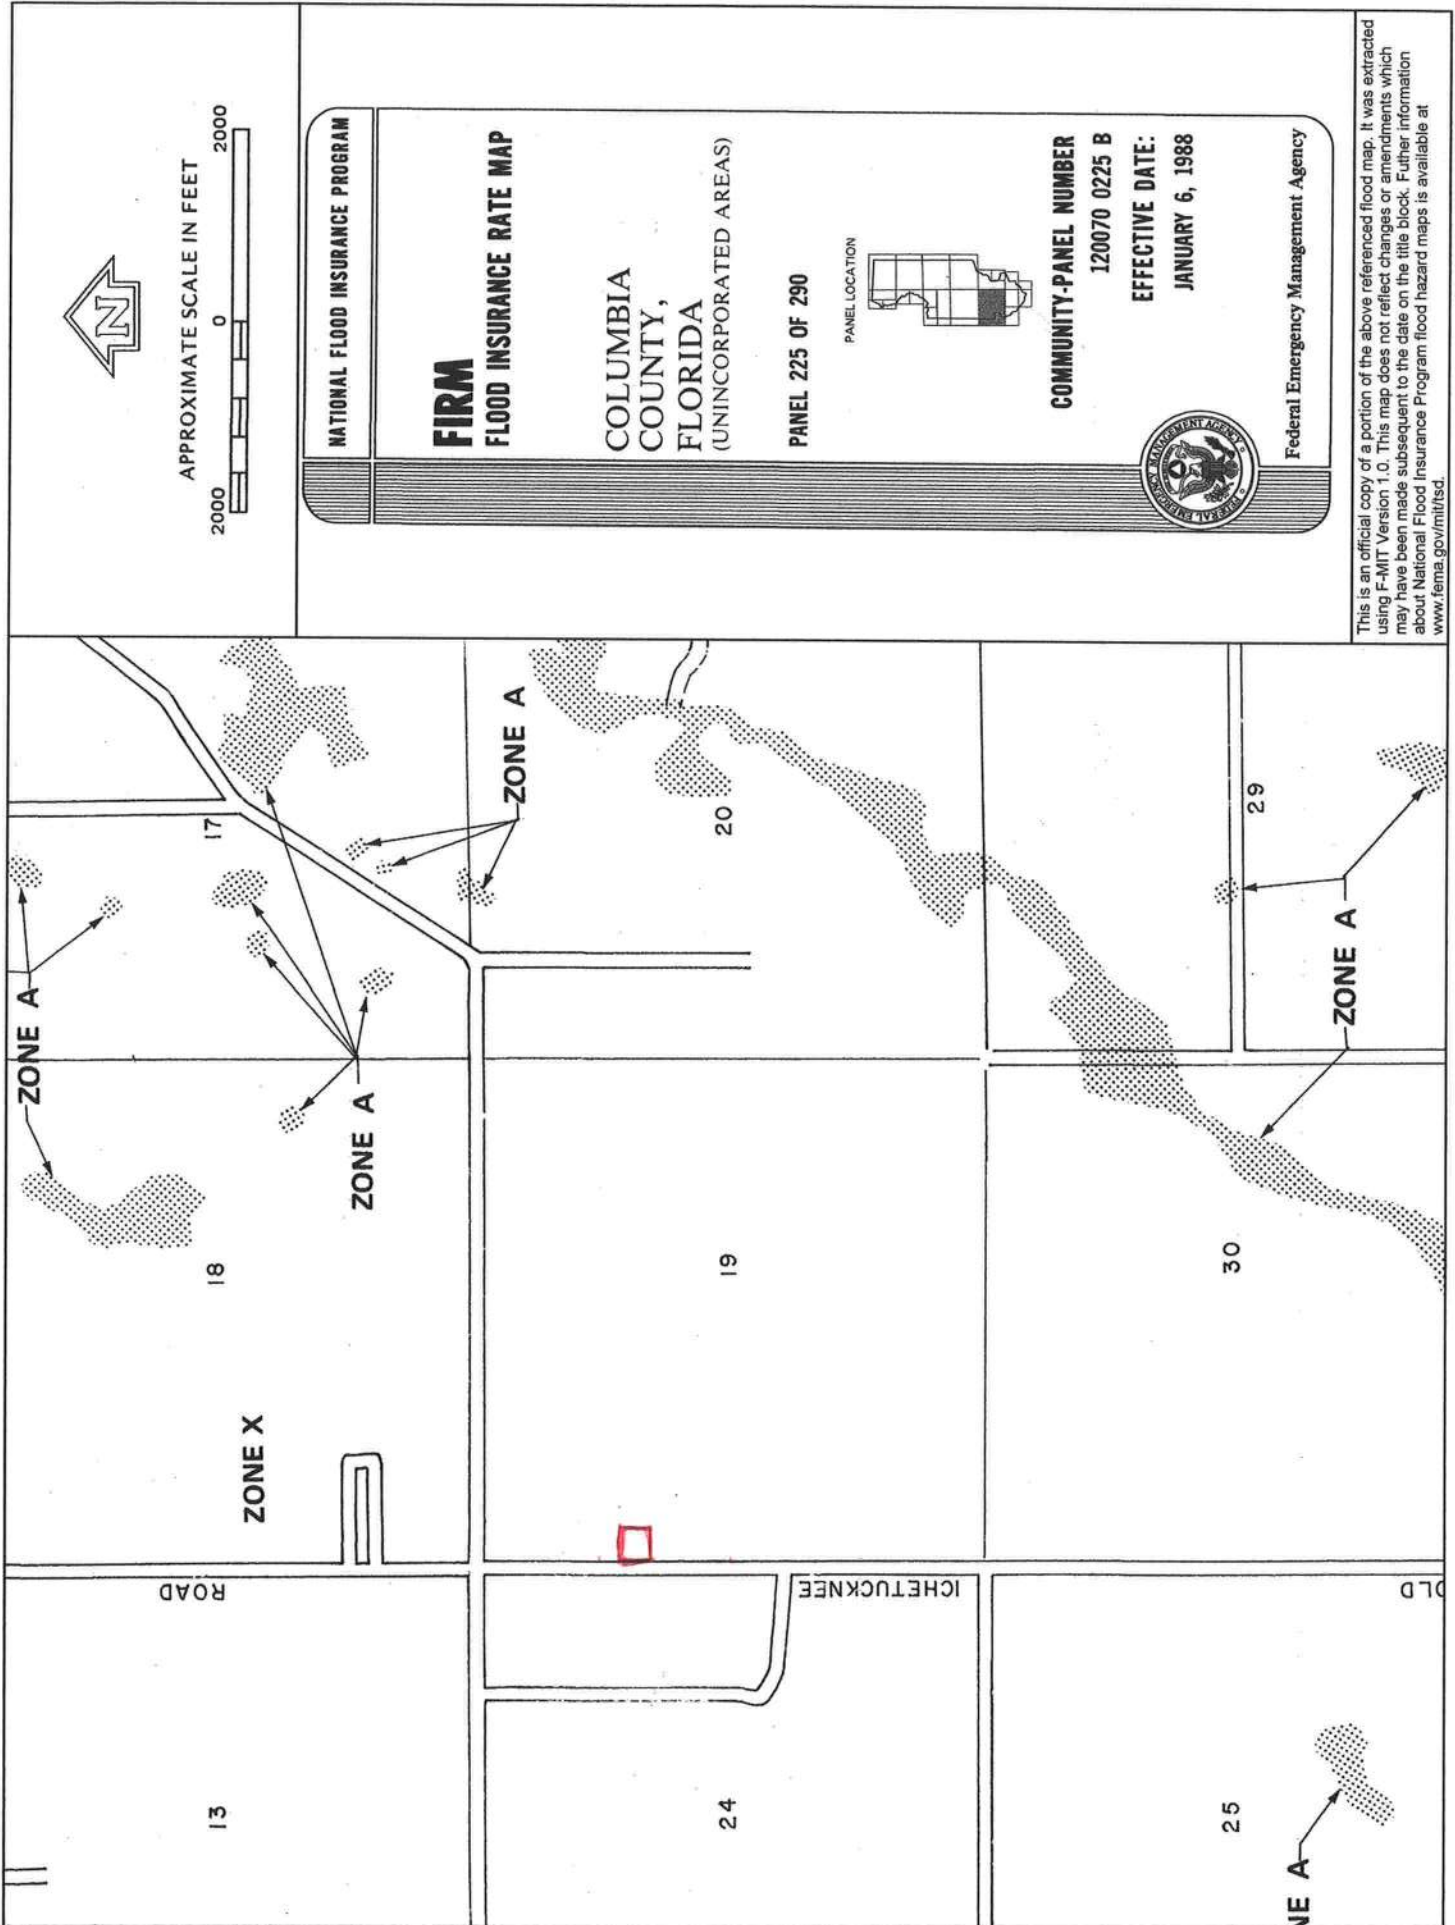 APPROXIMATE SCALE IN FEET
2000 0 2000
N
NATIONAL FLOOD INSURANCE PROGRAM
FIRM
FLOOD INSURANCE RATE MAP
COLUMBIA
COUNTY,
FLORIDA
(UNINCORPORATED AREAS)
PANEL 225 OF 290
PANEL LOCATION
COMMUNITY-PANEL NUMBER
120070 0225 B
EFFECTIVE DATE:
JANUARY 6, 1988
FEDERAL EMERGENCY MANAGEMENT AGENCY
Federal Emergency Management Agency
This is an official copy of a portion of the above referenced flood map. It was extracted
using F-MIT Version 1.0. This map does not reflect changes or amendments which
may have been made subsequent to the date on the title block. Futher information
about National Flood Insurance Program flood hazard maps is available at
www.fema.gov/mit/tsd.
ZONE A
17
ZONE A
20
29
ZONE A
ZONE A
18
19
30
ZONE X
ROAD
ICHETUCKNEE
OLD
13
24
25
NE A